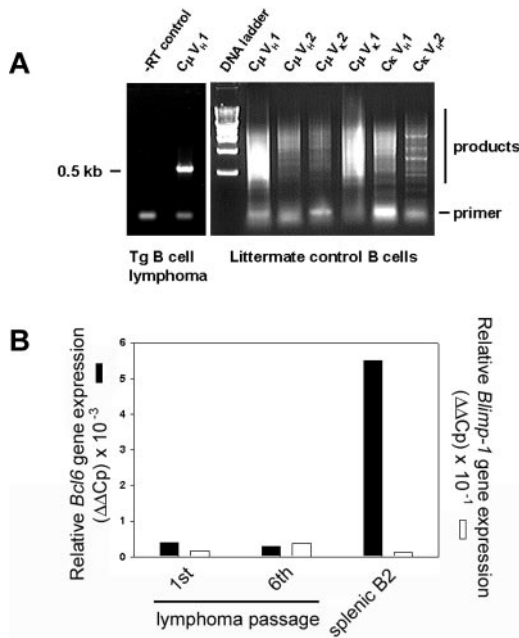 A
-RT control
Cμ VH1
DNA ladder
Cμ VH1
Cμ VH2
Cμ VK2
Cμ VK1
Cκ VH1
Cκ VH2
0.5 kb
products
primer
Tg B cell
lymphoma
Littermate control B cells
B
Relative Bcl6 gene expression
(ΔΔCp) x 10-3
6
5
4
3
2
1
0
Relative Blimp-1 gene expression
(ΔΔCp) x 10-1
1st
6th
splenic B2
lymphoma passage